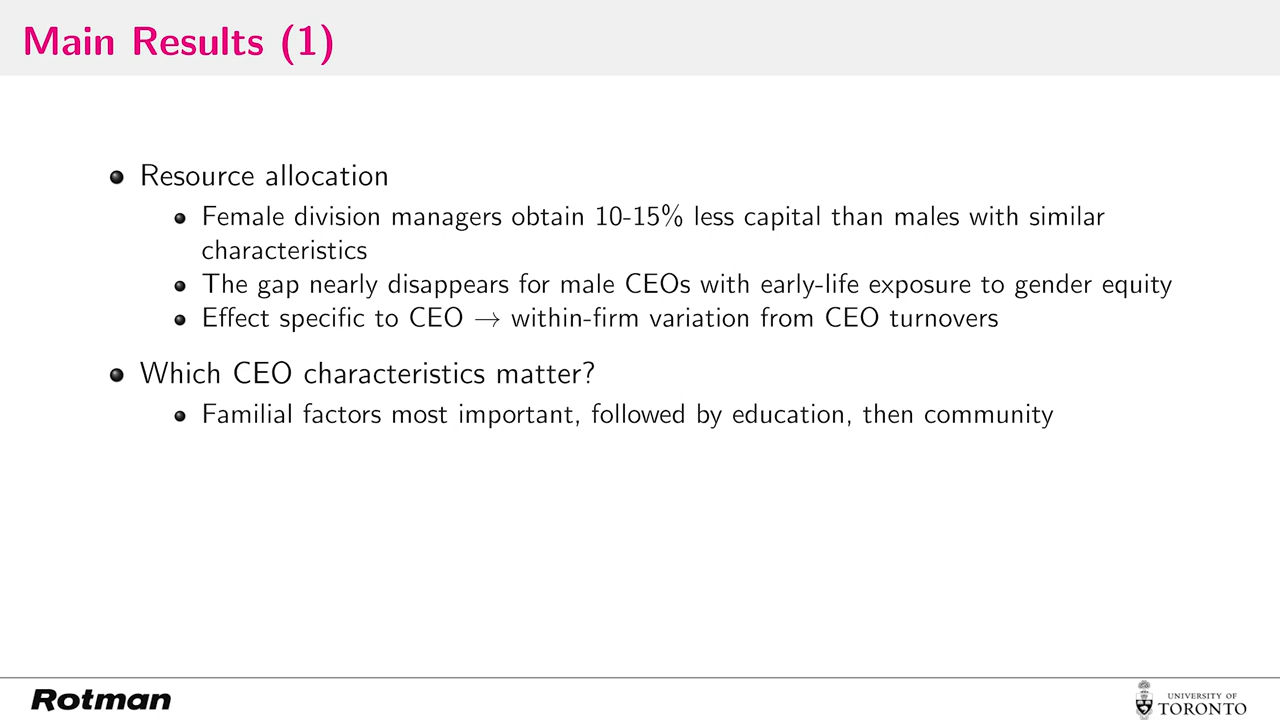 Main Results (1)
Resource allocation
Female division managers obtain 10-15% less capital than males with similar
characteristics
The gap nearly disappears for male CEOs with early-life exposure to gender equity
Effect specific to CEO → within-firm variation from CEO turnovers
Which CEO characteristics matter?
Familial factors most important, followed by education, then community
Rotman
UNIVERSITY OF
TORONTO